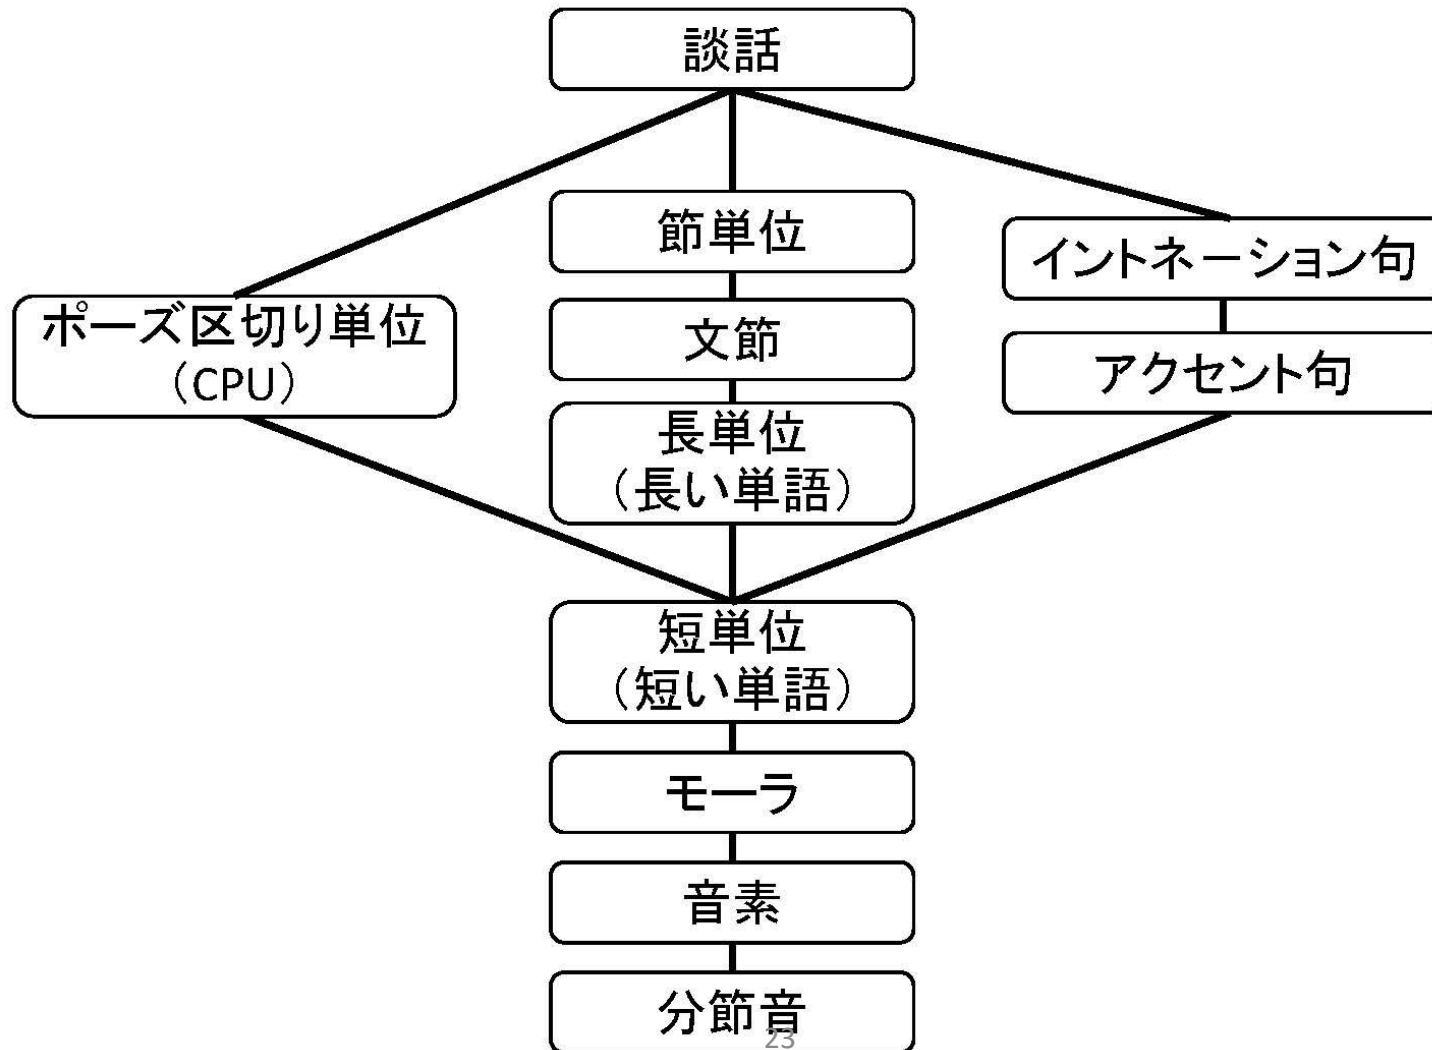 談話
節単位
イントネーション句
ポーズ区切り単位
（CPU）
文節
アクセント句
長単位
（長い単語）
短単位
（短い単語）
モーラ
音素
分節音
23